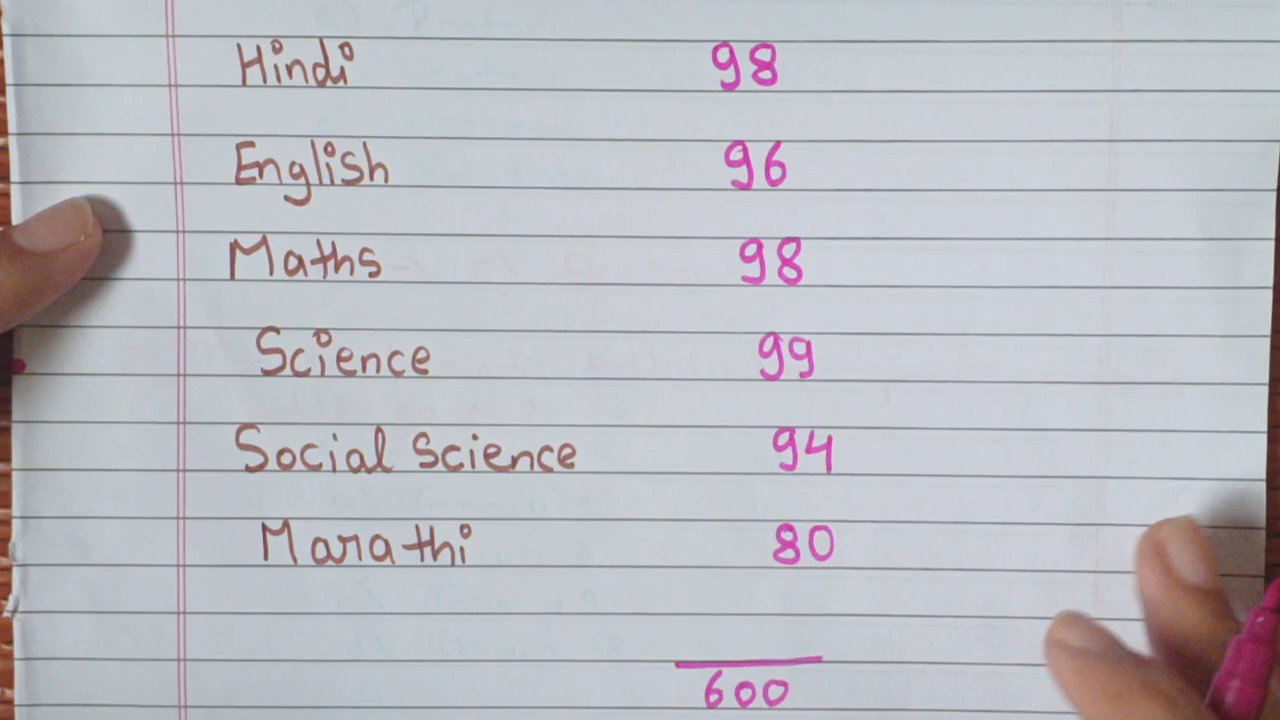 Hindi 98
English 96
Maths 98
Science 99
Social Science 94
Marathi 80
600